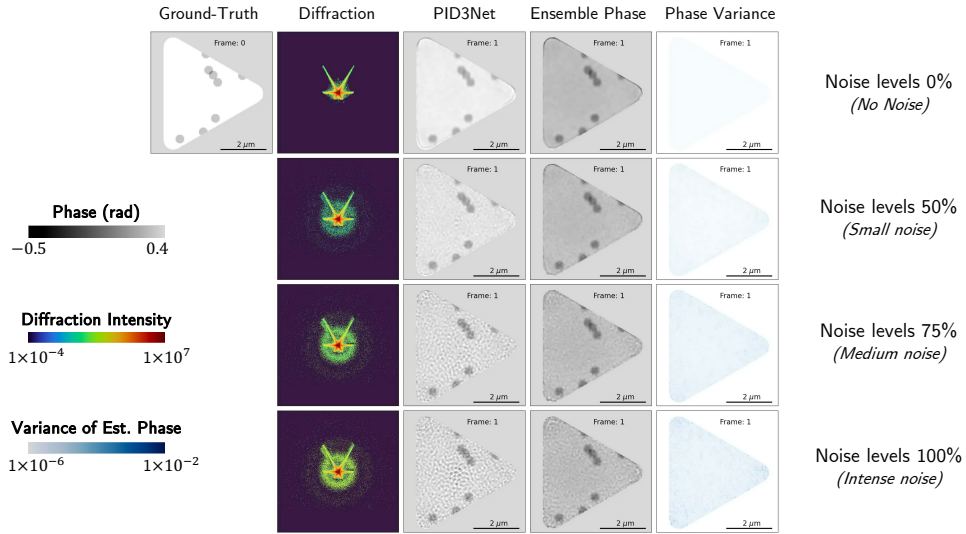 Ground-Truth
Diffraction
PID3Net
Ensemble Phase
Phase Variance
Frame: 0
2 μm
Frame: 1
2 μm
Frame: 1
2 μm
Frame: 1
2 μm
Noise levels 0%
(No Noise)
Frame: 1
2 μm
Frame: 1
2 μm
Frame: 1
2 μm
Noise levels 50%
(Small noise)
Phase (rad)
−0.5
0.4
Frame: 1
2 μm
Frame: 1
2 μm
Frame: 1
2 μm
Noise levels 75%
(Medium noise)
Diffraction Intensity
1×10⁻⁴
1×10⁷
Frame: 1
2 μm
Frame: 1
2 μm
Frame: 1
2 μm
Noise levels 100%
(Intense noise)
Variance of Est. Phase
1×10⁻⁶
1×10⁻²